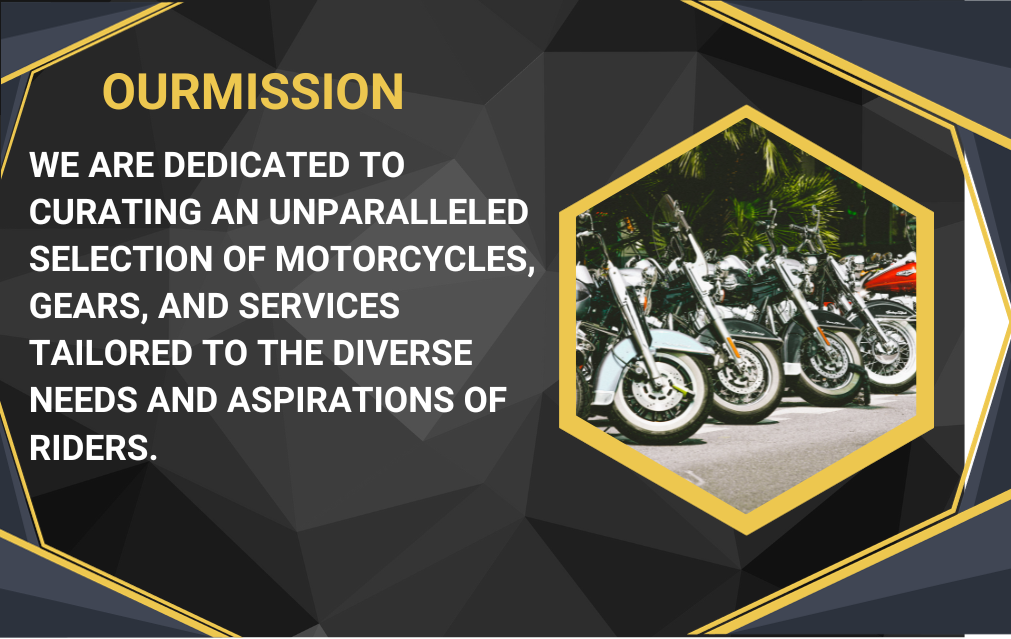 OURMISSION
WE ARE DEDICATED TO
CURATING AN UNPARALLELED
SELECTION OF MOTORCYCLES,
GEARS, AND SERVICES
TAILORED TO THE DIVERSE
NEEDS AND ASPIRATIONS OF
RIDERS.